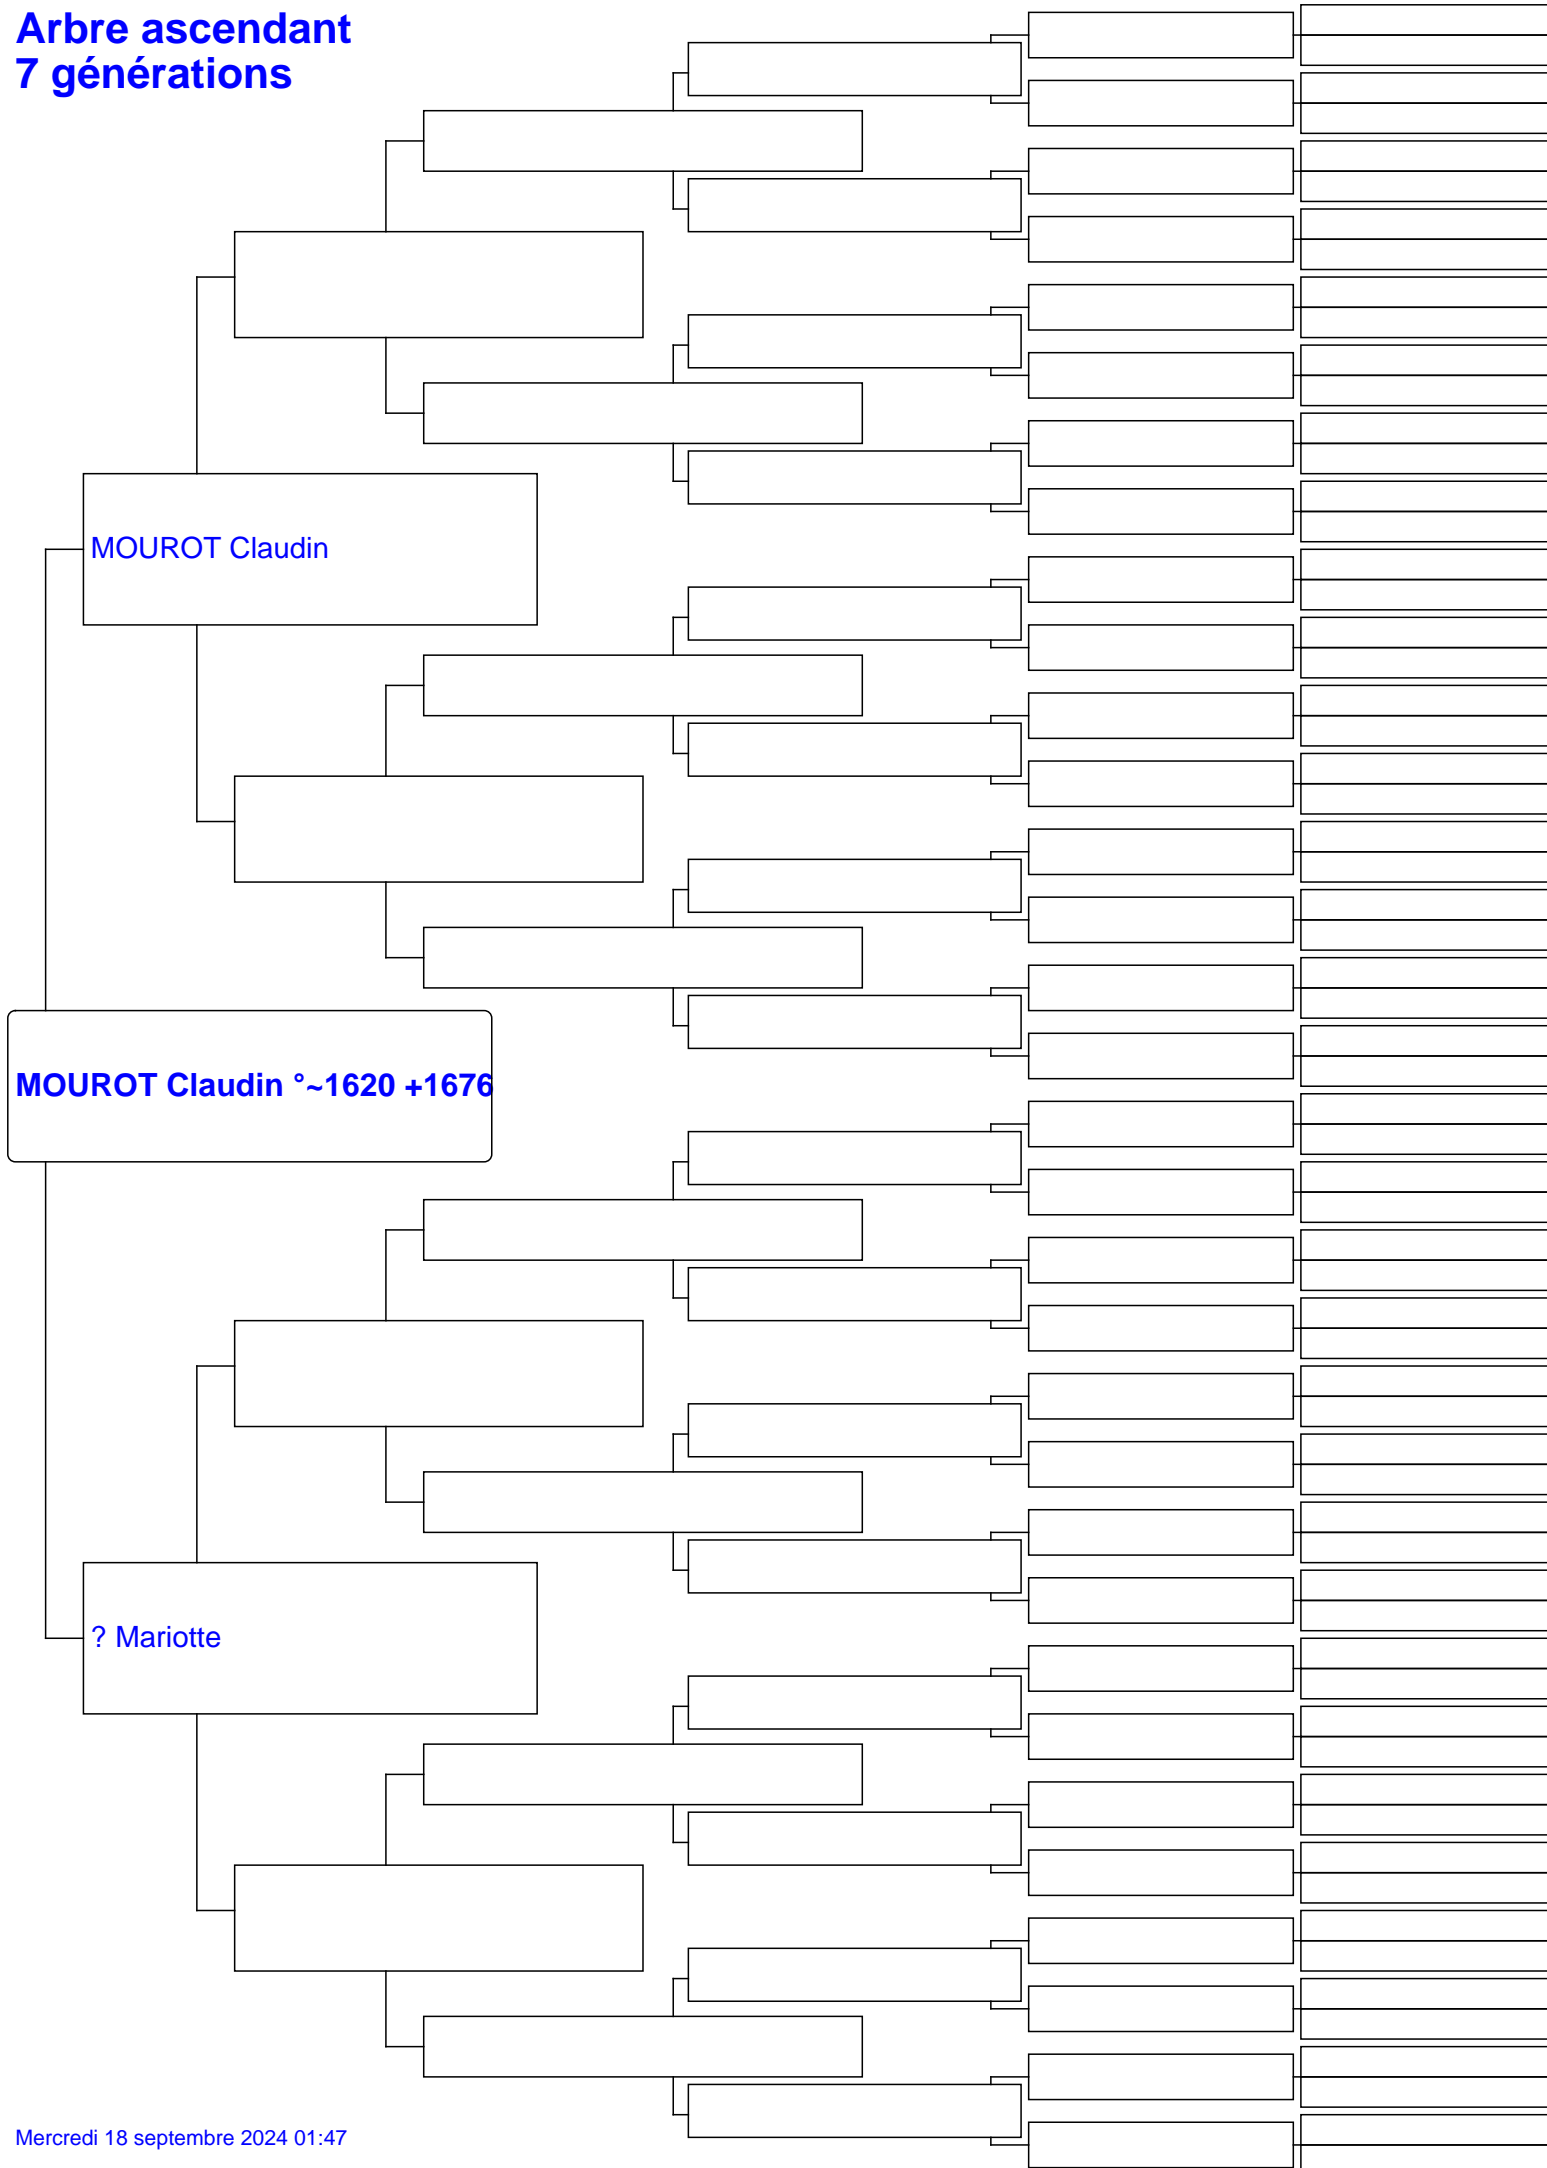 Arbre ascendant
7 générations
MOUROT Claudin
MOUROT Claudin °~1620 +1676
? Mariotte
Mercredi 18 septembre 2024 01:47